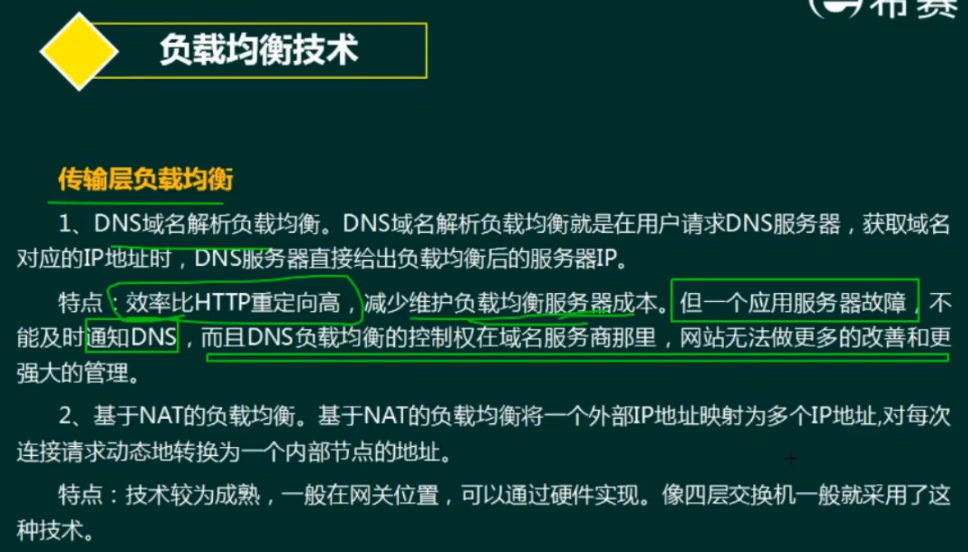 布赛
负载均衡技术
传输层负载均衡
1、DNS域名解析负载均衡。DNS域名解析负载均衡就是在用户请求DNS服务器，获取域名
对应的IP地址时，DNS服务器直接给出负载均衡后的服务器IP。
特点：效率比HTTP重定向高，减少维护负载均衡服务器成本。但一个应用服务器故障，不
能及时通知DNS，而且DNS负载均衡的控制权在域名服务商那里，网站无法做更多的改善和更
强大的管理。
2、基于NAT的负载均衡。基于NAT的负载均衡将一个外部IP地址映射为多个IP地址,对每次
连接请求动态地转换为一个内部节点的地址。
特点：技术较为成熟，一般在网关位置，可以通过硬件实现。像四层交换机一般就采用了这
种技术。